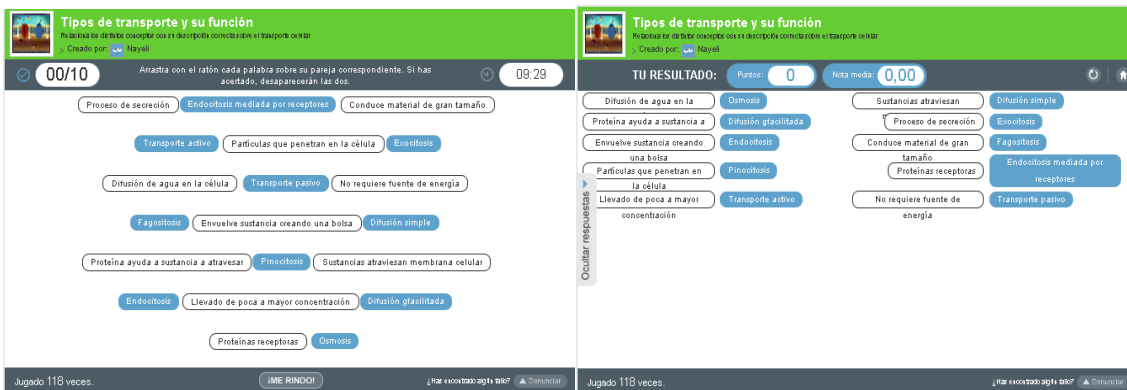 Tipos de transporte y su función
Relaciona los distintos conceptos con su descripción correcta sobre el transporte celular
> Creado por: Nayeli
00/10
Arrastra con el ratón cada palabra sobre su pareja correspondiente. Si has
acertado, desaparecerán las dos.
09:29
Proceso de secreción Endocitosis mediada por receptores Conduce material de gran tamaño
Transporte activo Partículas que penetran en la célula Exocitosis
Difusión de agua en la célula Transporte pasivo No requiere fuente de energía
Fagositosis Envuelve sustancia creando una bolsa Difusión simple
Proteína ayuda a sustancia a atravesar Pinocitosis Sustancias atraviesan membrana celular
Endocitosis Llevado de poca a mayor concentración Difusión gfacilitada
Proteínas receptoras Osmosis
Jugado 118 veces.
¡ME RINDO!
¿Has encontrado algún fallo? Denunciar
Tipos de transporte y su función
Relaciona los distintos conceptos con su descripción correcta sobre el transporte celular
> Creado por: Nayeli
TU RESULTADO: Puntos: 0 Nota media: 0,00
Difusión de agua en la Osmosis
Proteína ayuda a sustancia a Difusión gfacilitada
Envuelve sustancia creando Endocitosis
una bolsa
Partículas que penetran en Pinocitosis
la célula
Llevado de poca a mayor Transporte activo
concentración
Sustancias atraviesan Difusión simple
Proceso de secreción Exocitosis
Conduce material de gran Fagositosis
tamaño
Proteínas receptoras Endocitosis mediada por
receptores
No requiere fuente de Transporte pasivo
energía
Ocultar respuestas
Jugado 118 veces.
¿Has encontrado algún fallo? Denunciar